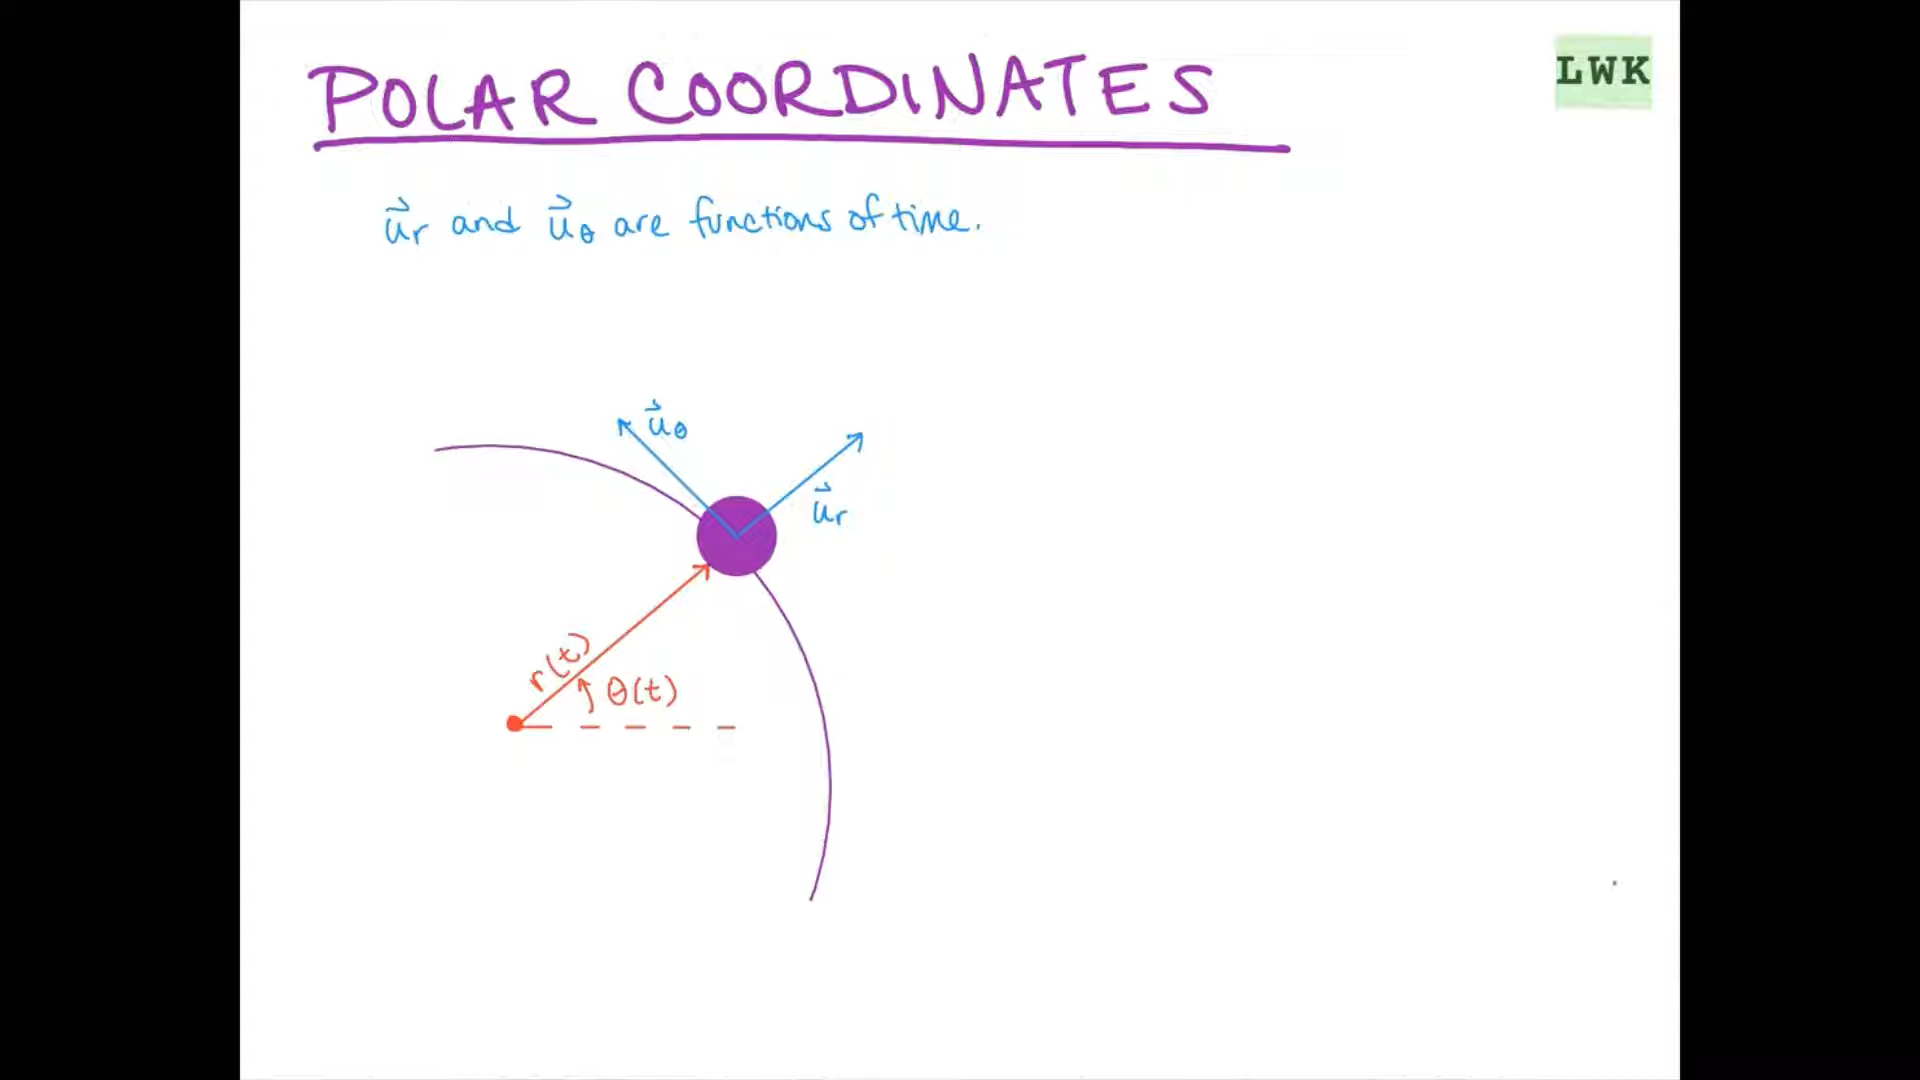 POLAR COORDINATES
LWK
u⃗r and u⃗θ are functions of time.
u⃗θ
u⃗r
r(t)
θ(t)